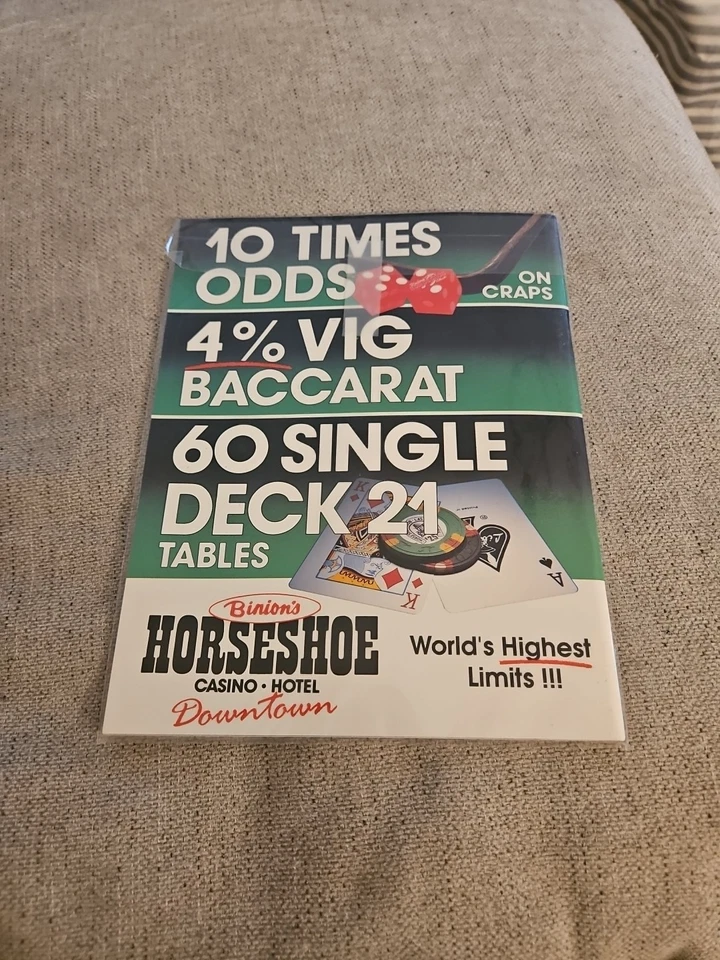 10 TIMES
ODDS
ON
CRAPS
4% VIG
BACCARAT
60 SINGLE
DECK 21
TABLES
K
K
A
Binion's
HORSESHOE
CASINO • HOTEL
Downtown
World's Highest
Limits !!!